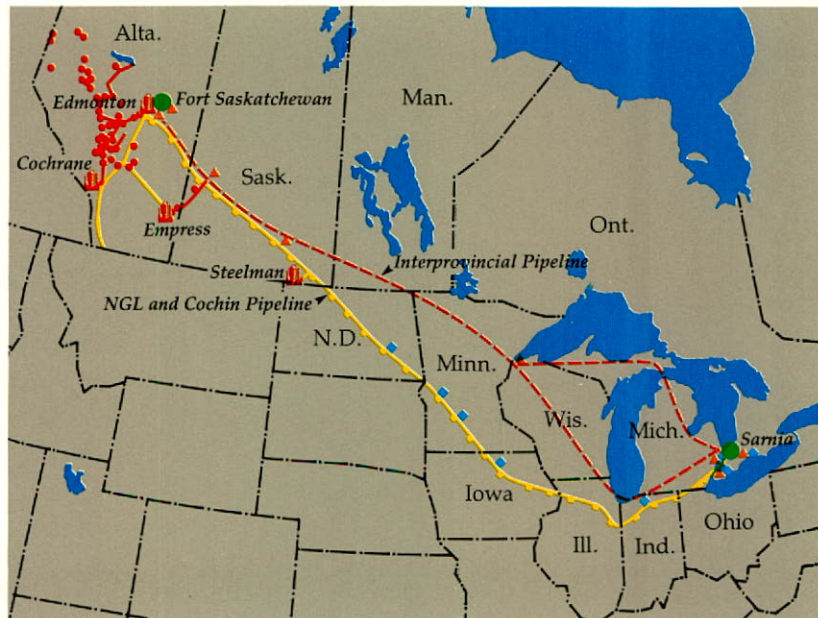 Alta.
Edmonton
Fort Saskatchewan
Man.
Cochrane
Sask.
Empress
Ont.
Interprovincial Pipeline
Steelman
NGL and Cochin Pipeline
N.D.
Minn.
Wis.
Mich.
Sarnia
Iowa
Ohio
Ill.
Ind.